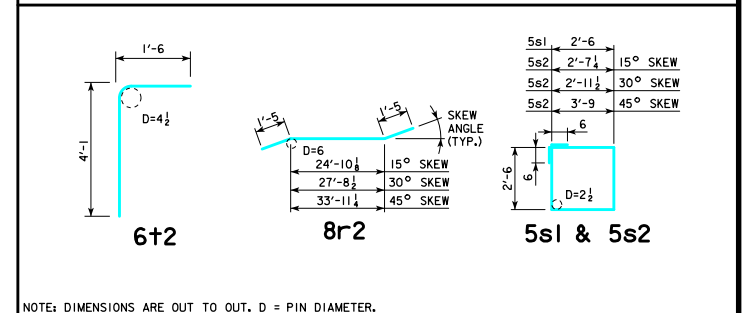 1'-6
D=4½
4'-1
6t2
1'-5
1'-5
SKEW
ANGLE
(TYP.)
D=6
24'-10⅛ 15° SKEW
27'-8½ 30° SKEW
33'-11¼ 45° SKEW
8r2
5s1 2'-6
5s2 2'-7¼ 15° SKEW
5s2 2'-11½ 30° SKEW
5s2 3'-9 45° SKEW
6
6
2'-6
D=2½
5s1 & 5s2
NOTE: DIMENSIONS ARE OUT TO OUT. D = PIN DIAMETER.